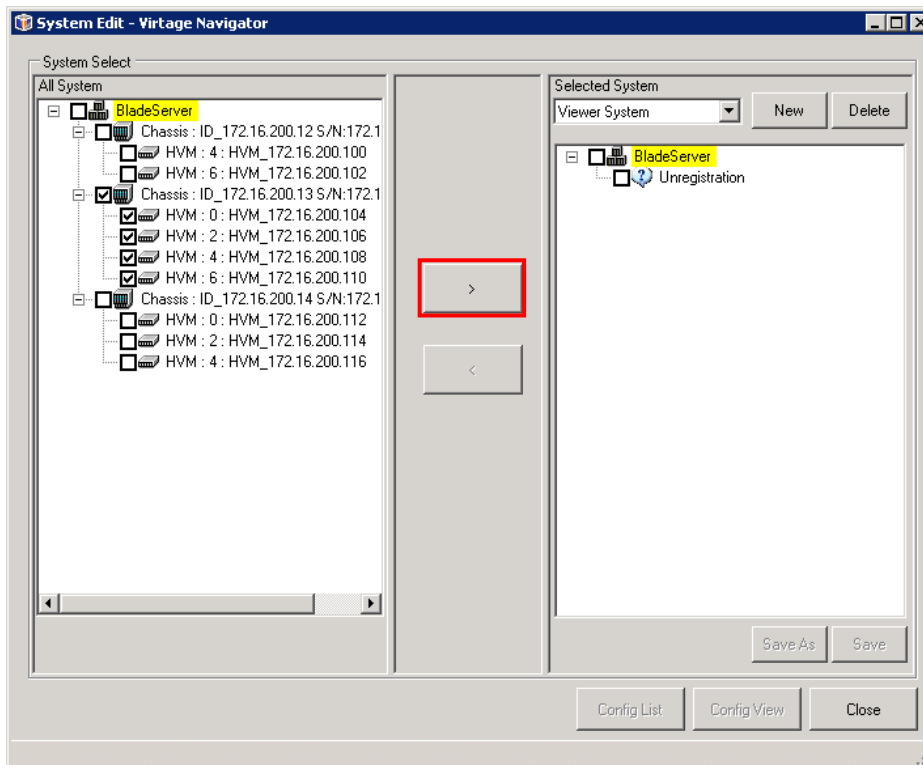 System Edit - Virtage Navigator
System Select
All System
BladeServer
Chassis : ID_172.16.200.12 S/N:172.1
HVM : 4 : HVM_172.16.200.100
HVM : 6 : HVM_172.16.200.102
Chassis : ID_172.16.200.13 S/N:172.1
HVM : 0 : HVM_172.16.200.104
HVM : 2 : HVM_172.16.200.106
HVM : 4 : HVM_172.16.200.108
HVM : 6 : HVM_172.16.200.110
Chassis : ID_172.16.200.14 S/N:172.1
HVM : 0 : HVM_172.16.200.112
HVM : 2 : HVM_172.16.200.114
HVM : 4 : HVM_172.16.200.116
>
<
Selected System
Viewer System
New
Delete
BladeServer
Unregistration
Save As
Save
Config List
Config View
Close